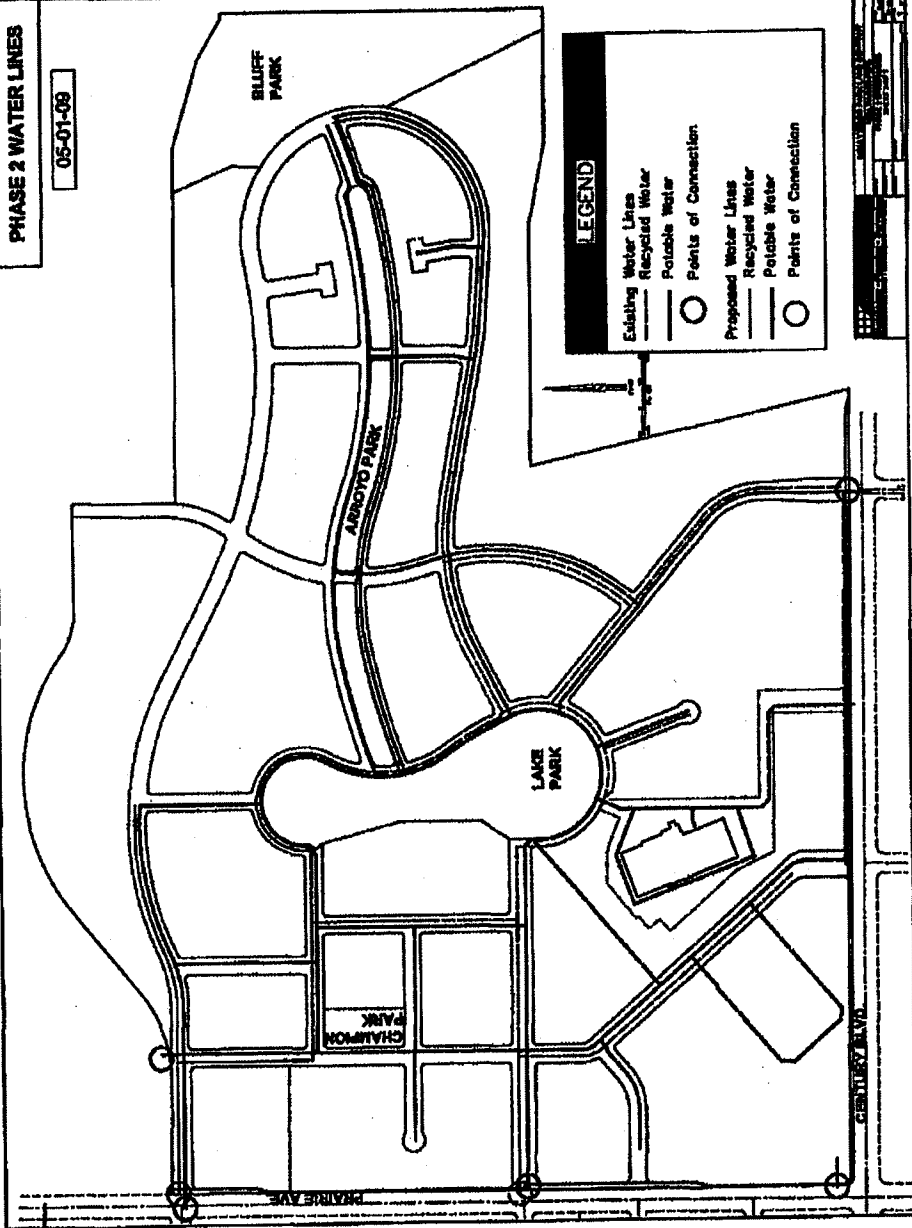 PHASE 2 WATER LINES
05-01-09
BLUFF
PARK
ARROYO PARK
LAKE
PARK
CHAMPION
PARK
PRAIRIE AVE
CENTURY BLVD.
LEGEND
Existing Water Lines
Recycled Water
Potable Water
Points of Connection
Proposed Water Lines
Recycled Water
Potable Water
Points of Connection